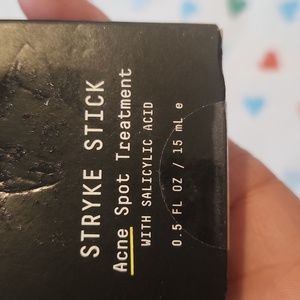 STRYKE STICK
Acne Spot Treatment
WITH SALICYLIC ACID
0.5 FL OZ / 15 mL e